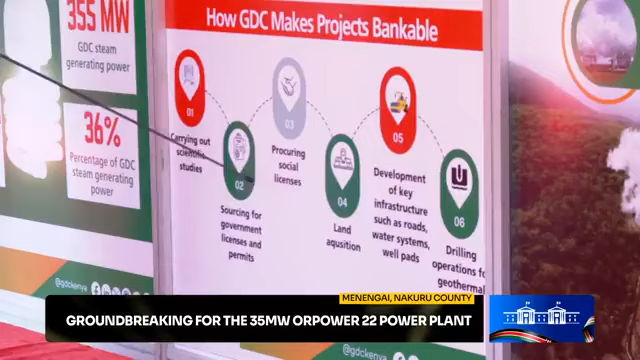 355 MW
GDC steam
generating power
36%
Percentage of GDC
steam generating
power
@gdckenya
How GDC Makes Projects Bankable
01
Carrying out
scientific
studies
02
Sourcing for
government
licenses and
permits
03
Procuring
social
licenses
04
Land
aqusition
05
Development
of key
infrastructure
such as roads,
water systems,
well pads
06
Drilling
operations fo
geothermal
MENENGAI, NAKURU COUNTY
GROUNDBREAKING FOR THE 35MW ORPOWER 22 POWER PLANT
@gdckenya